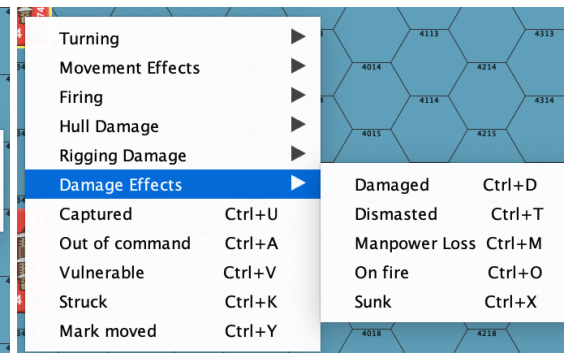 Turning
Movement Effects
Firing
Hull Damage
Rigging Damage
Damage Effects
Captured Ctrl+U
Out of command Ctrl+A
Vulnerable Ctrl+V
Struck Ctrl+K
Mark moved Ctrl+Y
Damaged Ctrl+D
Dismasted Ctrl+T
Manpower Loss Ctrl+M
On fire Ctrl+O
Sunk Ctrl+X
4113
4313
4014
4214
4114
4314
4015
4215
4018
4218